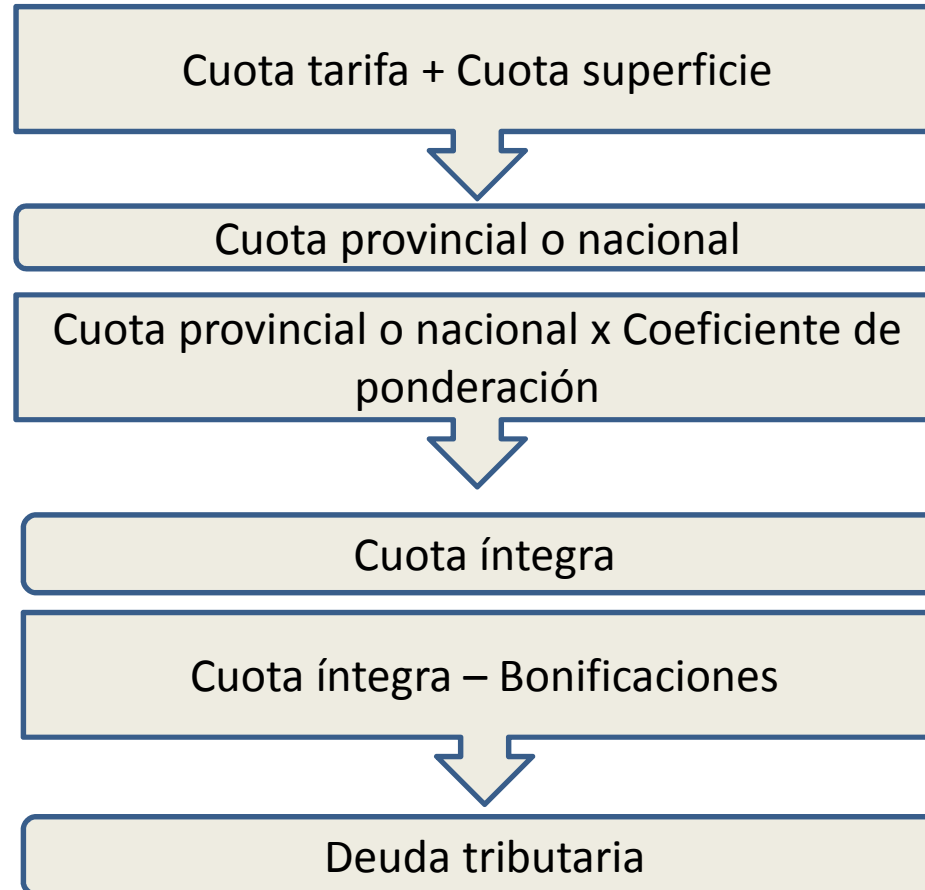 Cuota tarifa + Cuota superficie
Cuota provincial o nacional
Cuota provincial o nacional x Coeficiente de
ponderación
Cuota íntegra
Cuota íntegra – Bonificaciones
Deuda tributaria